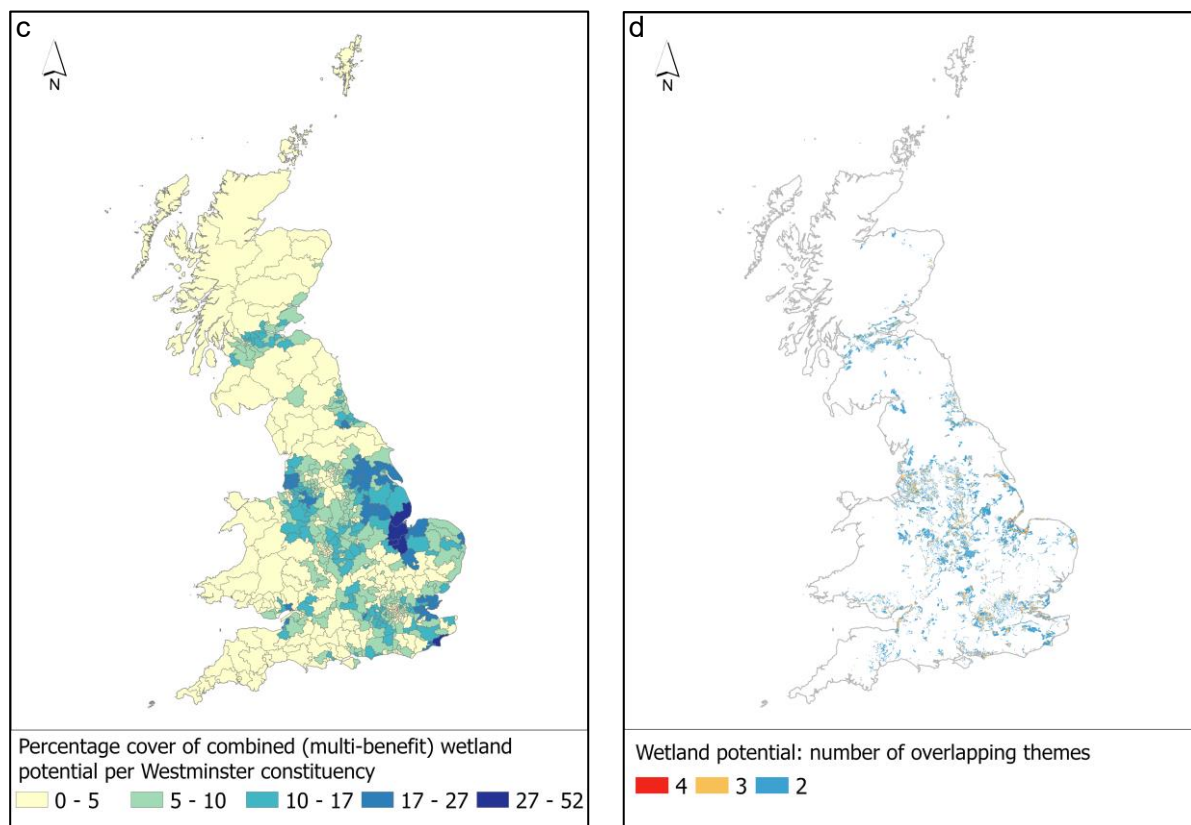 c
N
Percentage cover of combined (multi-benefit) wetland
potential per Westminster constituency
0 - 5 5 - 10 10 - 17 17 - 27 27 - 52
d
N
Wetland potential: number of overlapping themes
4 3 2